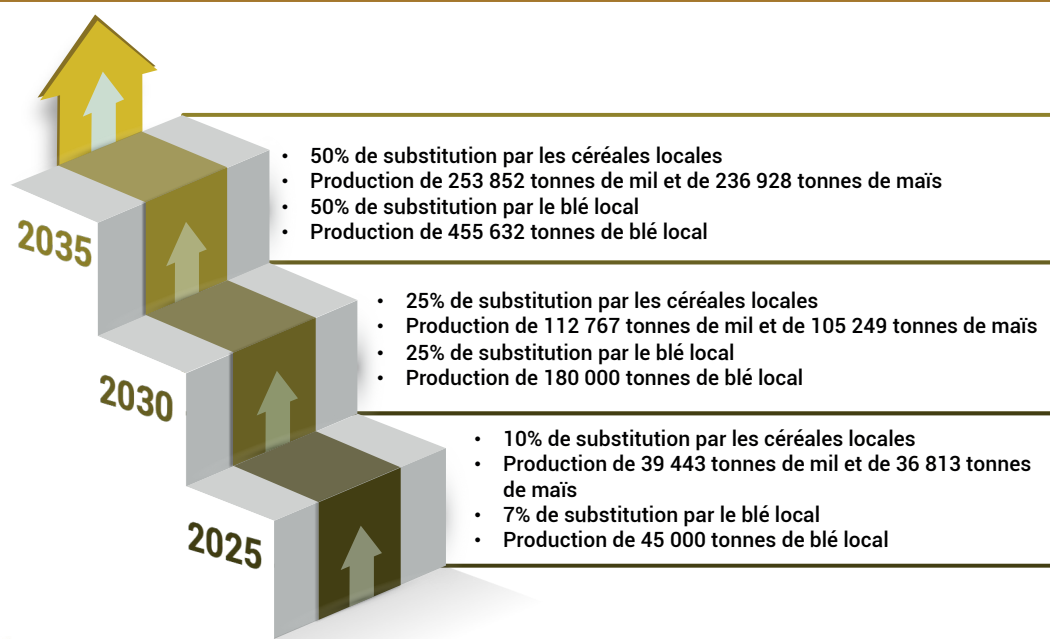 • 50% de substitution par les céréales locales
• Production de 253 852 tonnes de mil et de 236 928 tonnes de maïs
• 50% de substitution par le blé local
• Production de 455 632 tonnes de blé local
2035
• 25% de substitution par les céréales locales
• Production de 112 767 tonnes de mil et de 105 249 tonnes de maïs
• 25% de substitution par le blé local
• Production de 180 000 tonnes de blé local
2030
• 10% de substitution par les céréales locales
• Production de 39 443 tonnes de mil et de 36 813 tonnes
de maïs
• 7% de substitution par le blé local
• Production de 45 000 tonnes de blé local
2025